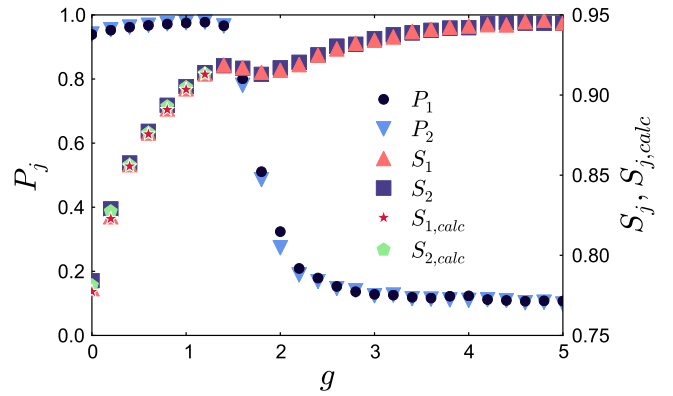 1.0
0.8
0.6
0.4
0.2
0.0
P_j
0.95
0.90
0.85
0.80
0.75
S_j, S_{j,calc}
P_1
P_2
S_1
S_2
S_{1,calc}
S_{2,calc}
0 1 2 3 4 5
g